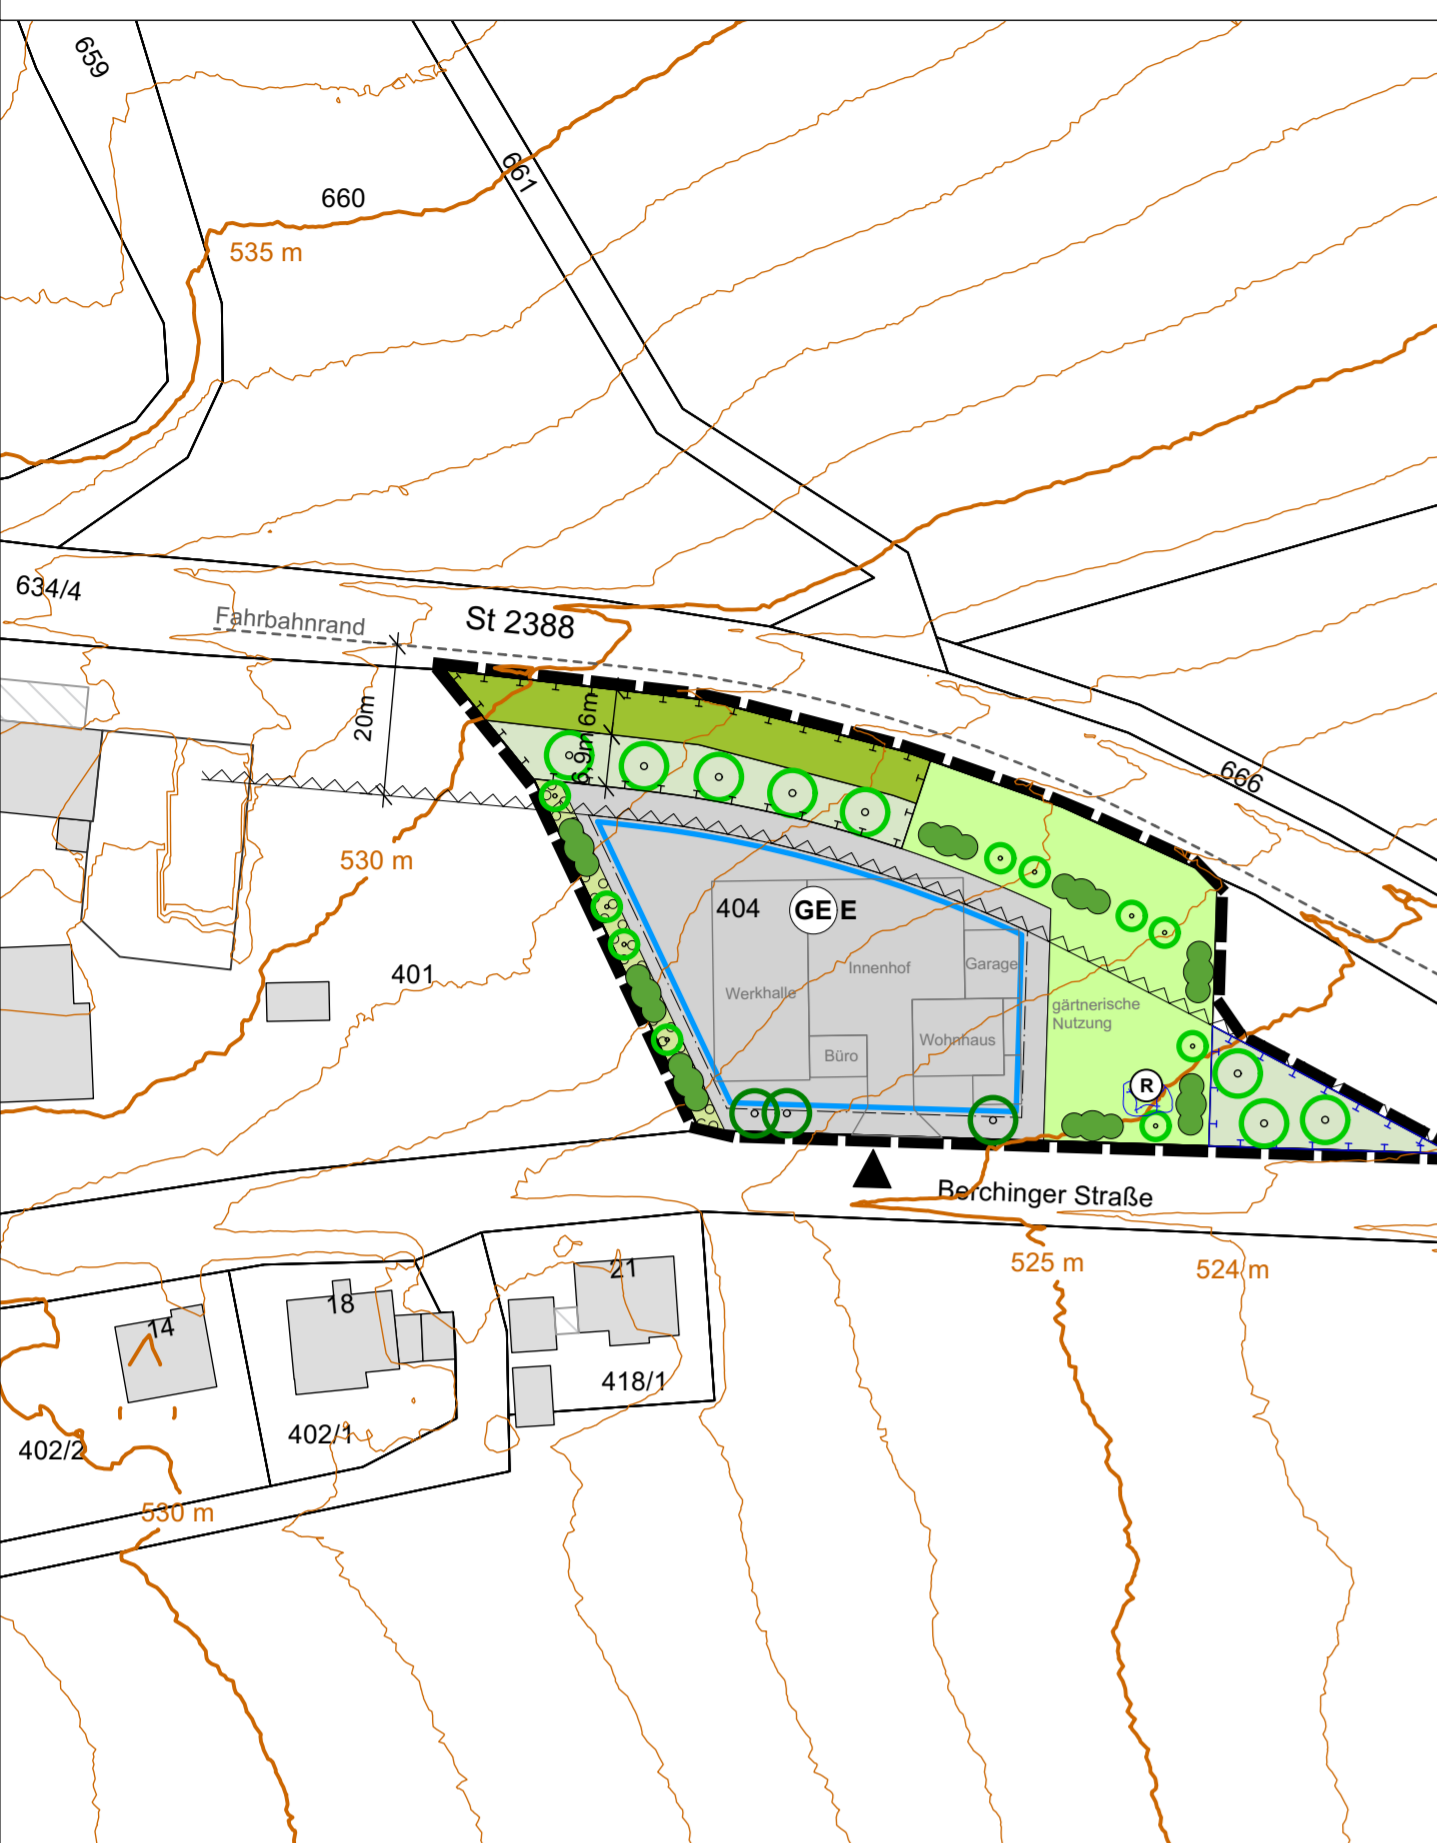 659
661
660
535 m
634/4
Fahrbahnrand
St 2388
20m
6m
6,9m
666
530 m
404
GE E
401
Innenhof
Garage
Werkhalle
gärtnerische
Nutzung
Wohnhaus
Büro
R
Berchinger Straße
525 m
524 m
21
18
14
418/1
402/1
402/2
530 m